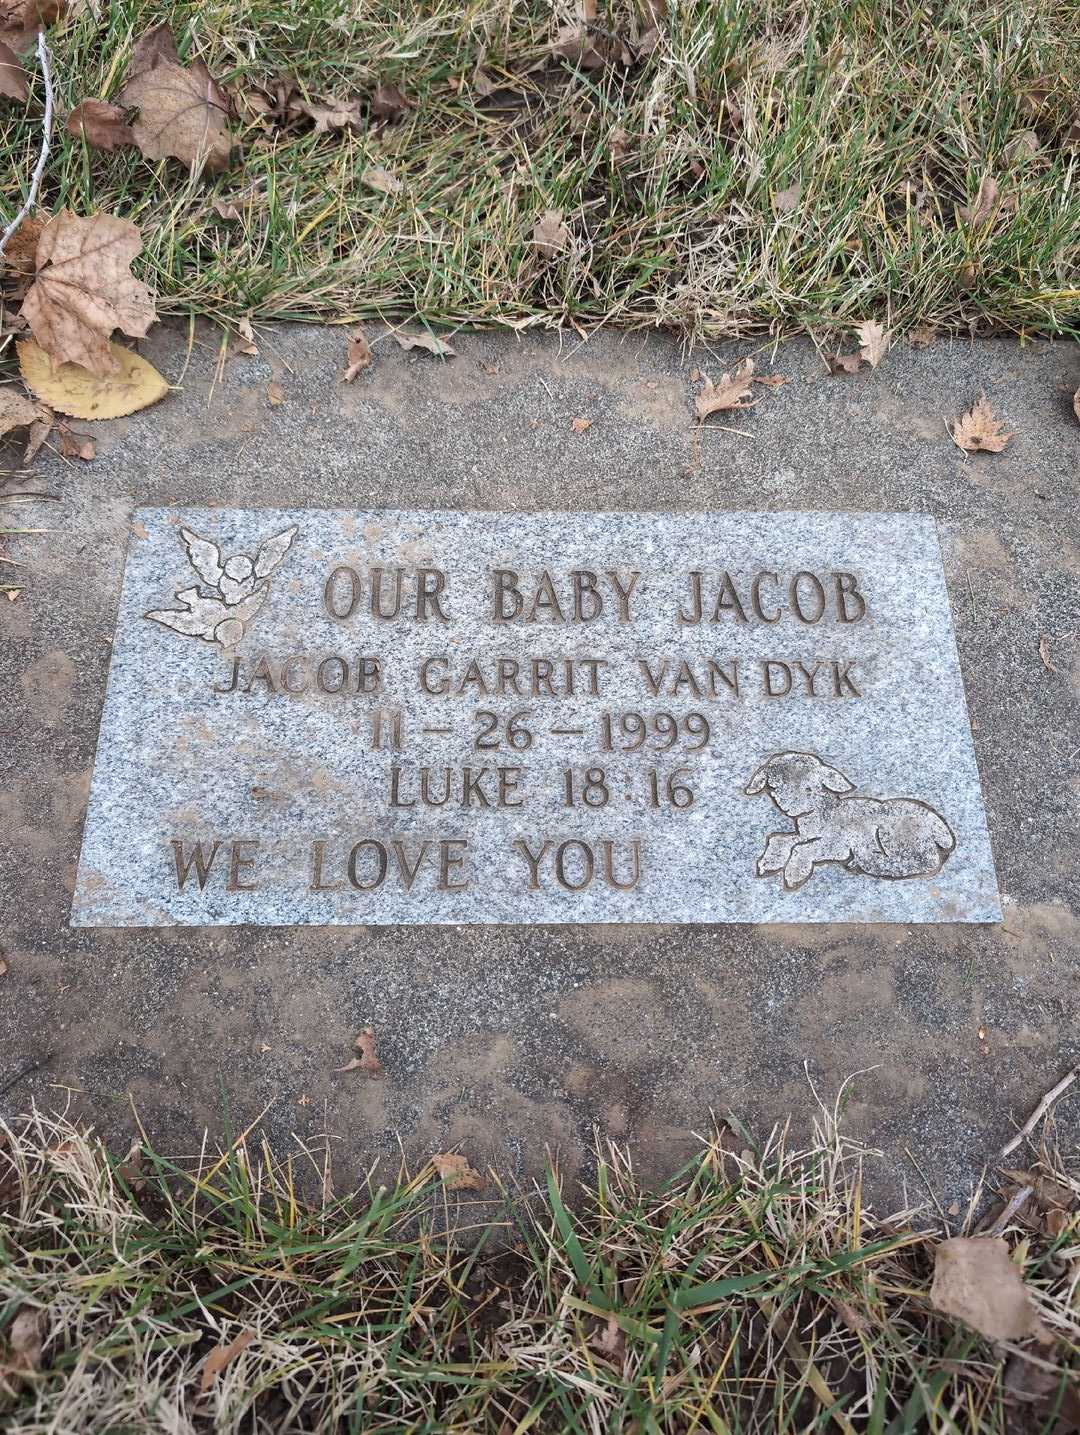 OUR BABY JACOB
JACOB GARRIT VAN DYK
11-26-1999
LUKE 18:16
WE LOVE YOU